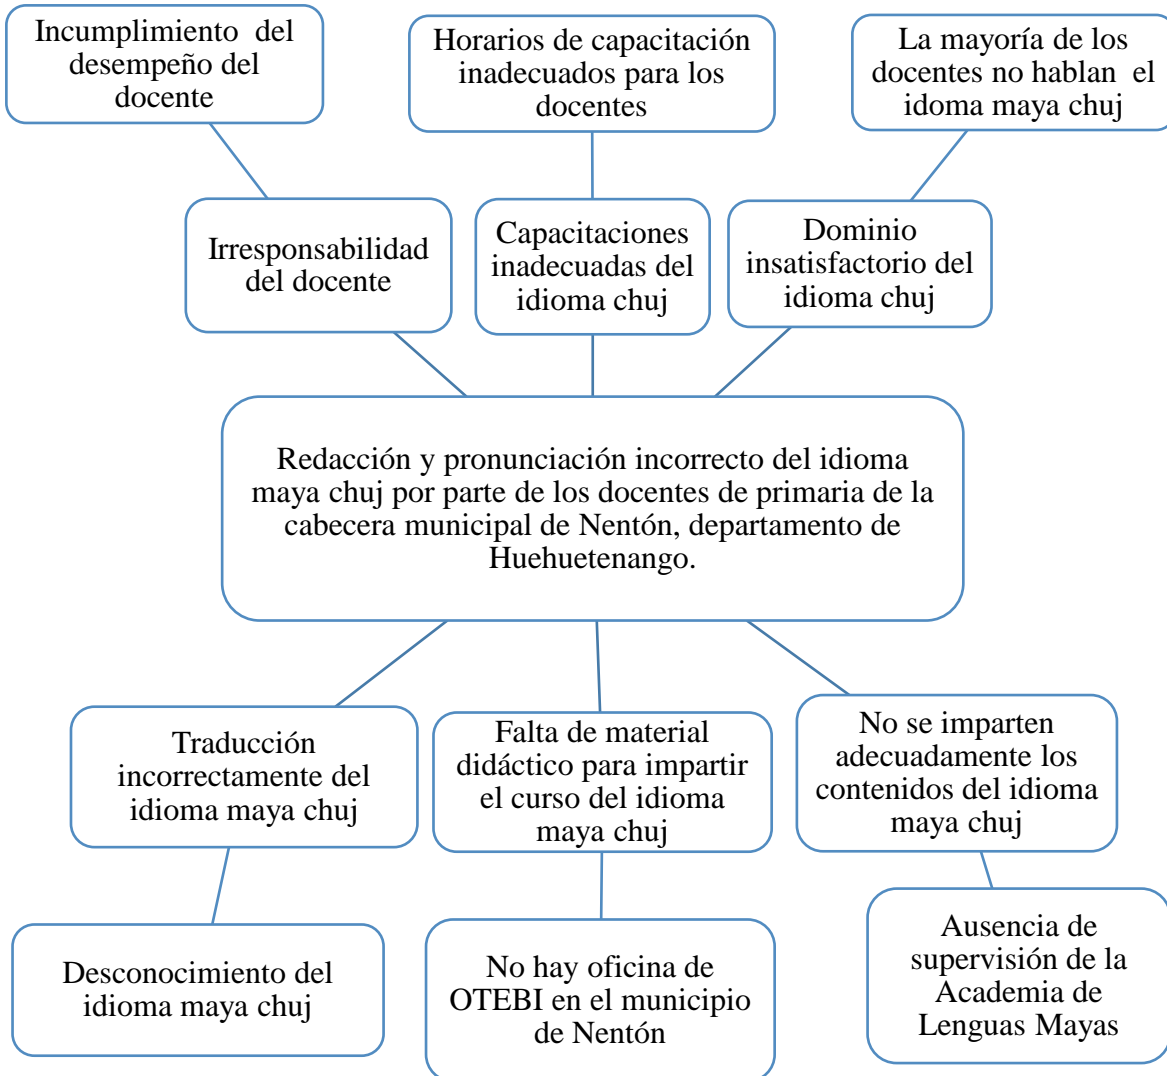 Incumplimiento del
desempeño del
docente
Horarios de capacitación
inadecuados para los
docentes
La mayoría de los
docentes no hablan el
idoma maya chuj
Irresponsabilidad
del docente
Capacitaciones
inadecuadas del
idioma chuj
Dominio
insatisfactorio del
idioma chuj
Redacción y pronunciación incorrecto del idioma
maya chuj por parte de los docentes de primaria de la
cabecera municipal de Nentón, departamento de
Huehuetenango.
Traducción
incorrectamente del
idioma maya chuj
Falta de material
didáctico para impartir
el curso del idioma
maya chuj
No se imparten
adecuadamente los
contenidos del idioma
maya chuj
Desconocimiento del
idioma maya chuj
No hay oficina de
OTEBI en el municipio
de Nentón
Ausencia de
supervisión de la
Academia de
Lenguas Mayas